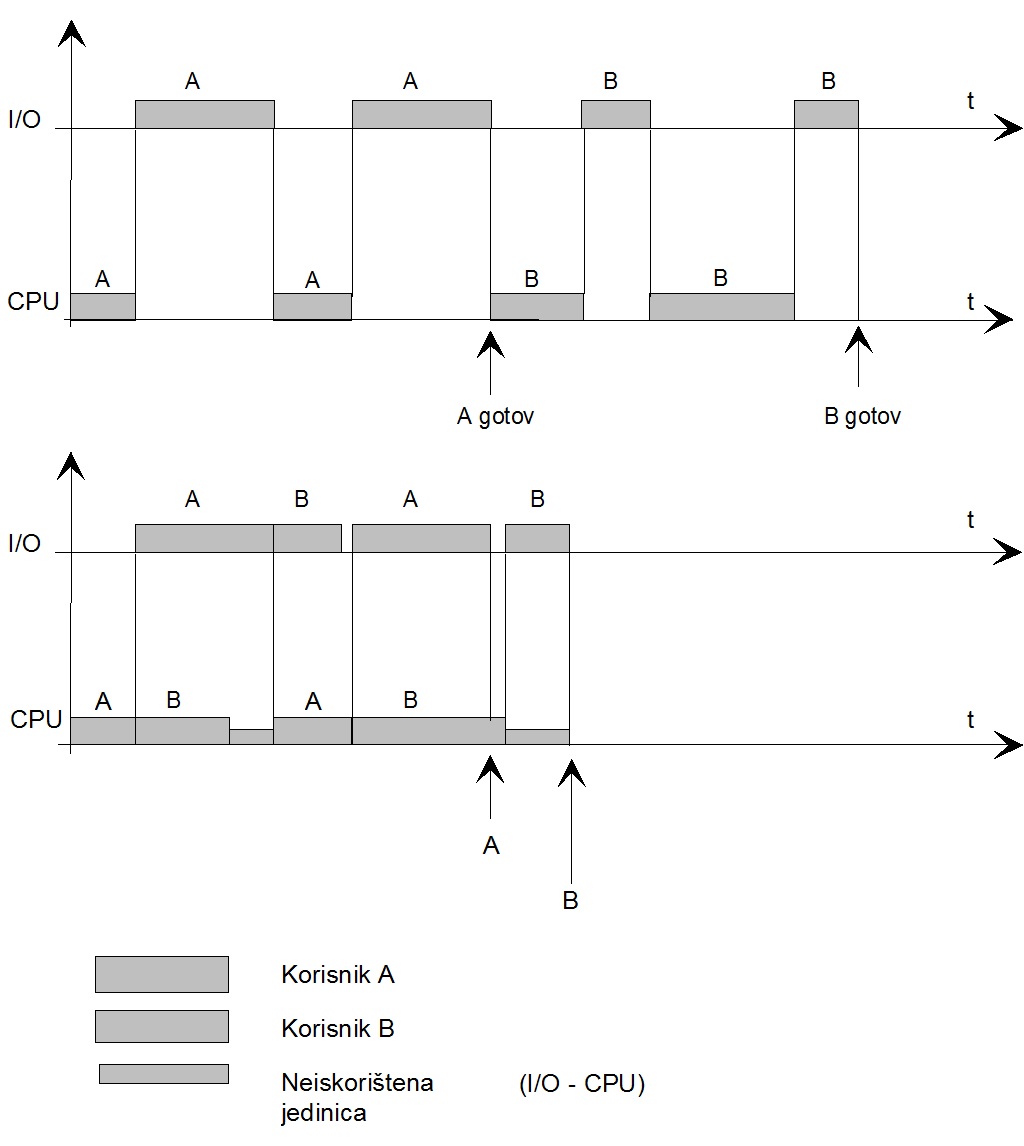 A A B B
I/O t
A A B B
CPU t
A gotov B gotov
A B A B
I/O t
A B A B
CPU t
A
B
Korisnik A
Korisnik B
Neiskorištena (I/O - CPU)
jedinica